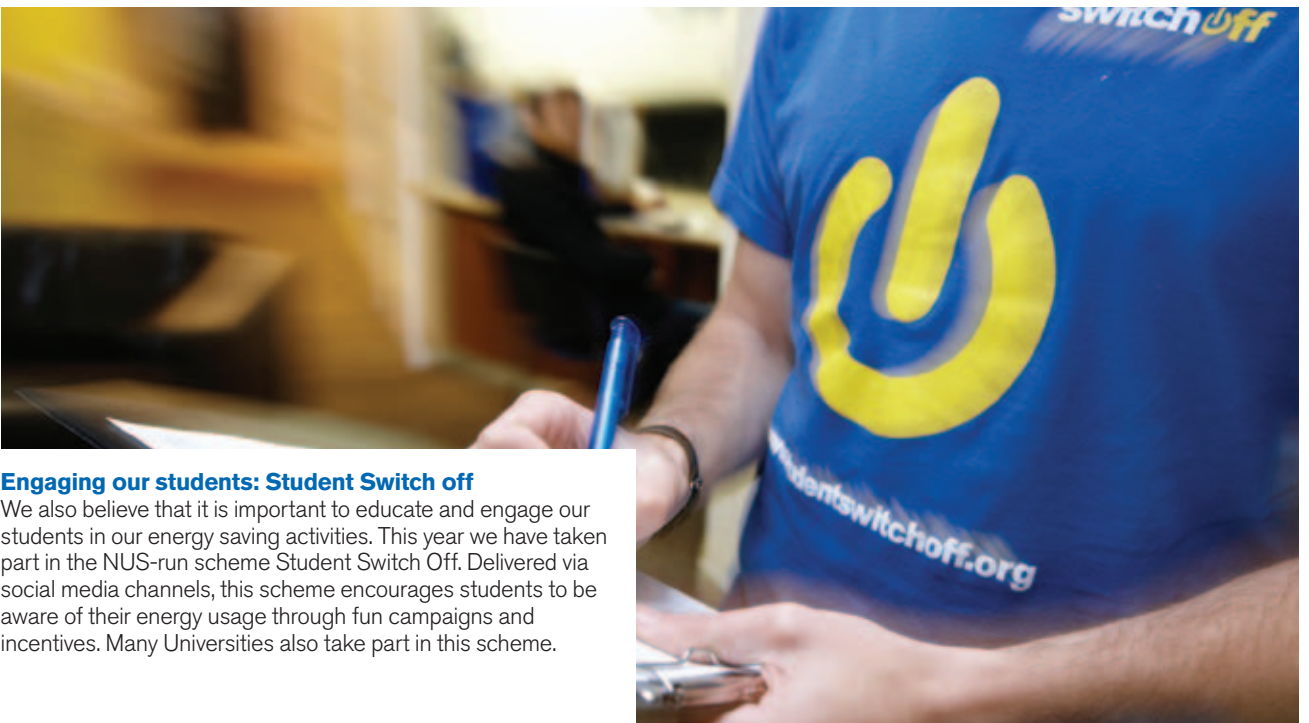 switch off
studentswitchoff.org
Engaging our students: Student Switch off
We also believe that it is important to educate and engage our
students in our energy saving activities. This year we have taken
part in the NUS-run scheme Student Switch Off. Delivered via
social media channels, this scheme encourages students to be
aware of their energy usage through fun campaigns and
incentives. Many Universities also take part in this scheme.